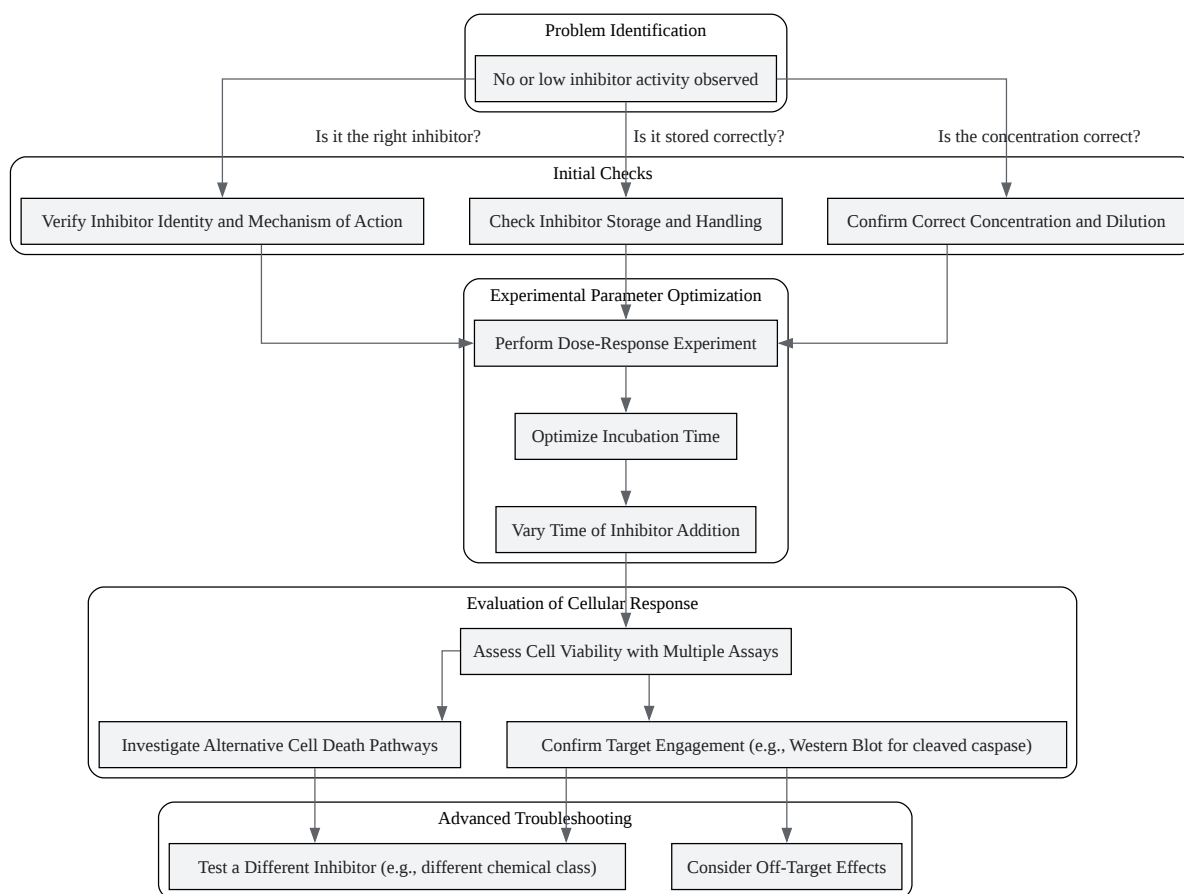 Problem Identification
No or low inhibitor activity observed
Is it the right inhibitor?
Is it stored correctly?
Is the concentration correct?
Initial Checks
Verify Inhibitor Identity and Mechanism of Action
Check Inhibitor Storage and Handling
Confirm Correct Concentration and Dilution
Experimental Parameter Optimization
Perform Dose-Response Experiment
Optimize Incubation Time
Vary Time of Inhibitor Addition
Evaluation of Cellular Response
Assess Cell Viability with Multiple Assays
Investigate Alternative Cell Death Pathways
Confirm Target Engagement (e.g., Western Blot for cleaved caspase)
Advanced Troubleshooting
Test a Different Inhibitor (e.g., different chemical class)
Consider Off-Target Effects